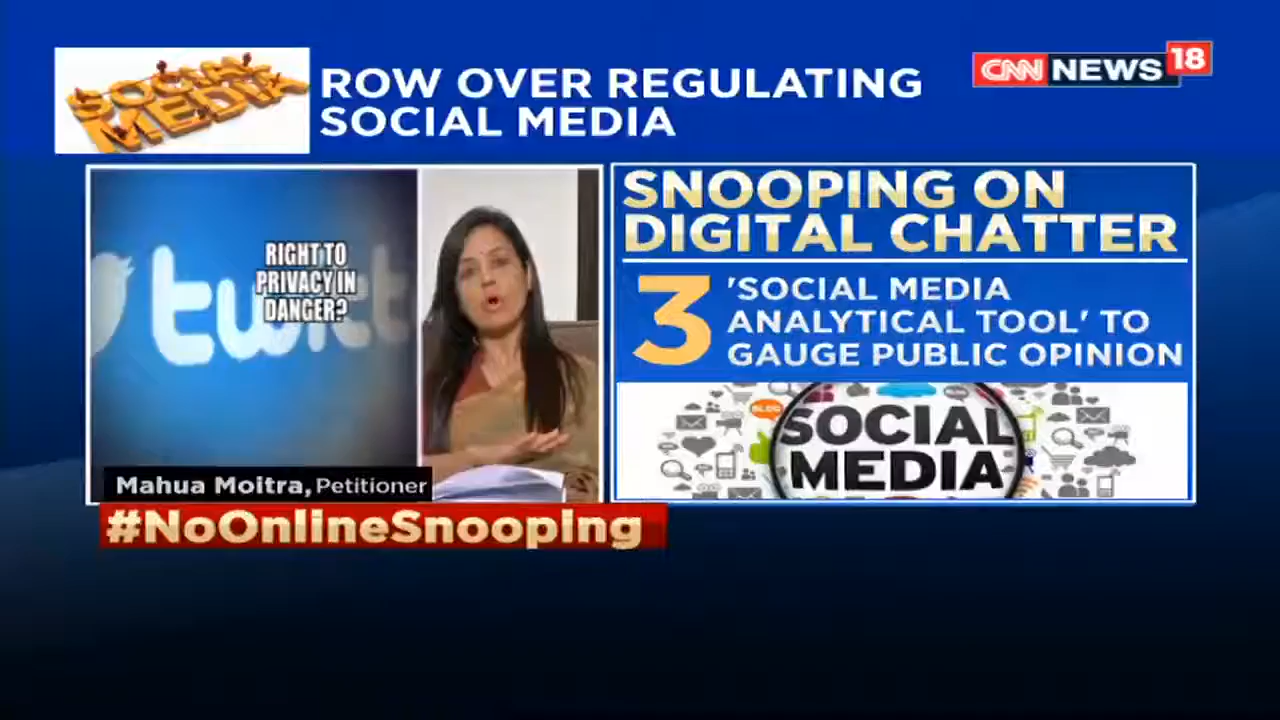 SOCIAL
MEDIA
ROW OVER REGULATING
SOCIAL MEDIA
CNN NEWS 18
twitt
RIGHT TO
PRIVACY IN
DANGER?
Mahua Moitra, Petitioner
#NoOnlineSnooping
SNOOPING ON
DIGITAL CHATTER
3 'SOCIAL MEDIA
ANALYTICAL TOOL' TO
GAUGE PUBLIC OPINION
BLOG
SOCIAL
MEDIA